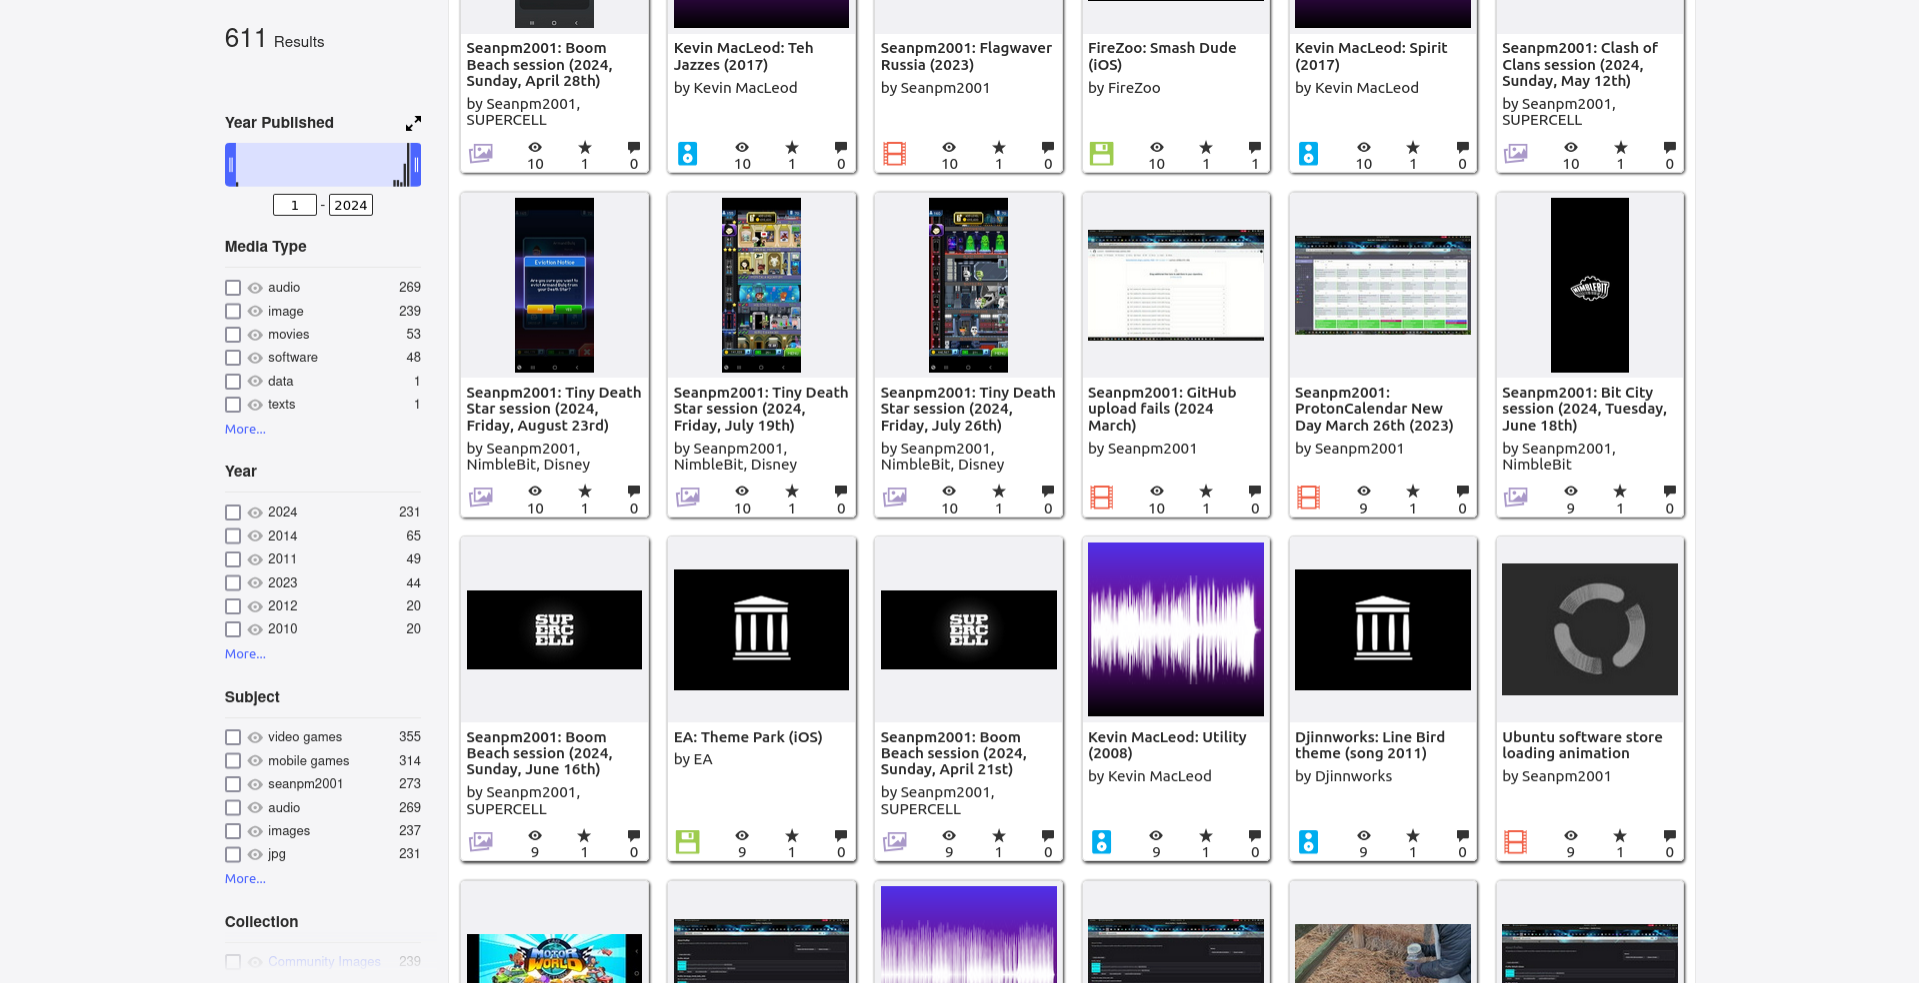 611 Results
Year Published
1 - 2024
Media Type
audio 269
image 239
movies 53
software 48
data 1
texts 1
More...
Year
2024 231
2014 65
2011 49
2023 44
2012 20
2010 20
More...
Subject
video games 355
mobile games 314
seanpm2001 273
audio 269
images 237
jpg 231
More...
Collection
Community Images 239
Seanpm2001: Boom
Beach session (2024,
Sunday, April 28th)
by Seanpm2001,
SUPERCELL
10 1 0
Kevin MacLeod: Teh
Jazzes (2017)
by Kevin MacLeod
10 1 0
Seanpm2001: Flagwaver
Russia (2023)
by Seanpm2001
10 1 0
FireZoo: Smash Dude
(iOS)
by FireZoo
10 1 1
Kevin MacLeod: Spirit
(2017)
by Kevin MacLeod
10 1 0
Seanpm2001: Clash of
Clans session (2024,
Sunday, May 12th)
by Seanpm2001,
SUPERCELL
10 1 0
Eviction Notice
Seanpm2001: Tiny Death
Star session (2024,
Friday, August 23rd)
by Seanpm2001,
NimbleBit, Disney
10 1 0
Seanpm2001: Tiny Death
Star session (2024,
Friday, July 19th)
by Seanpm2001,
NimbleBit, Disney
10 1 0
Seanpm2001: Tiny Death
Star session (2024,
Friday, July 26th)
by Seanpm2001,
NimbleBit, Disney
10 1 0
Seanpm2001: GitHub
upload fails (2024
March)
by Seanpm2001
10 1 0
Seanpm2001:
ProtonCalendar New
Day March 26th (2023)
by Seanpm2001
9 1 0
NIMBLEBIT
Seanpm2001: Bit City
session (2024, Tuesday,
June 18th)
by Seanpm2001,
NimbleBit
9 1 0
SUP
ERC
ELL
Seanpm2001: Boom
Beach session (2024,
Sunday, June 16th)
by Seanpm2001,
SUPERCELL
9 1 0
EA: Theme Park (iOS)
by EA
9 1 0
SUP
ERC
ELL
Seanpm2001: Boom
Beach session (2024,
Sunday, April 21st)
by Seanpm2001,
SUPERCELL
9 1 0
Kevin MacLeod: Utility
(2008)
by Kevin MacLeod
9 1 0
Djinnworks: Line Bird
theme (song 2011)
by Djinnworks
9 1 0
Ubuntu software store
loading animation
by Seanpm2001
9 1 0
MOTOR
WORLD